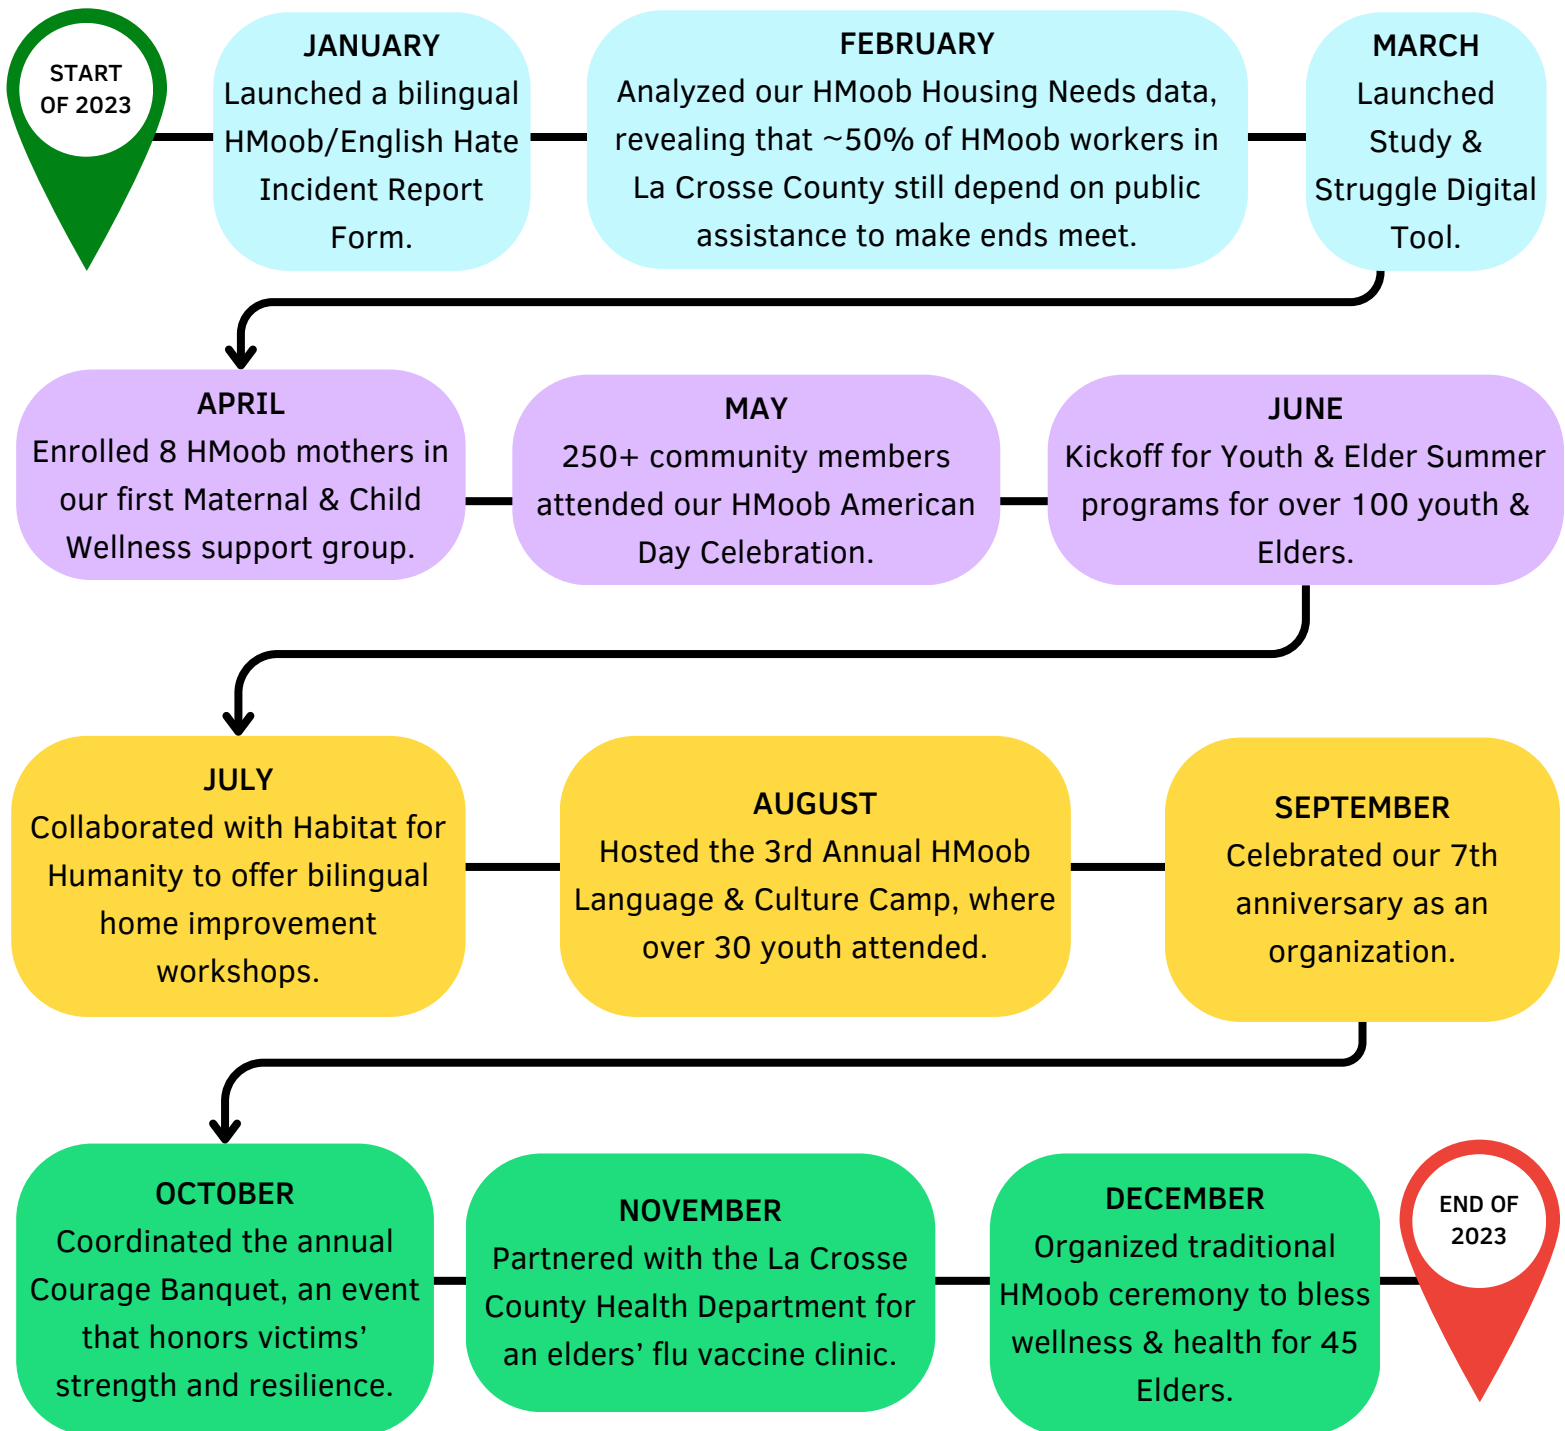 START
OF 2023
JANUARY
Launched a bilingual
HMoob/English Hate
Incident Report
Form.
FEBRUARY
Analyzed our HMoob Housing Needs data,
revealing that ~50% of HMoob workers in
La Crosse County still depend on public
assistance to make ends meet.
MARCH
Launched
Study &
Struggle Digital
Tool.
APRIL
Enrolled 8 HMoob mothers in
our first Maternal & Child
Wellness support group.
MAY
250+ community members
attended our HMoob American
Day Celebration.
JUNE
Kickoff for Youth & Elder Summer
programs for over 100 youth &
Elders.
JULY
Collaborated with Habitat for
Humanity to offer bilingual
home improvement
workshops.
AUGUST
Hosted the 3rd Annual HMoob
Language & Culture Camp, where
over 30 youth attended.
SEPTEMBER
Celebrated our 7th
anniversary as an
organization.
OCTOBER
Coordinated the annual
Courage Banquet, an event
that honors victims’
strength and resilience.
NOVEMBER
Partnered with the La Crosse
County Health Department for
an elders’ flu vaccine clinic.
DECEMBER
Organized traditional
HMoob ceremony to bless
wellness & health for 45
Elders.
END OF
2023